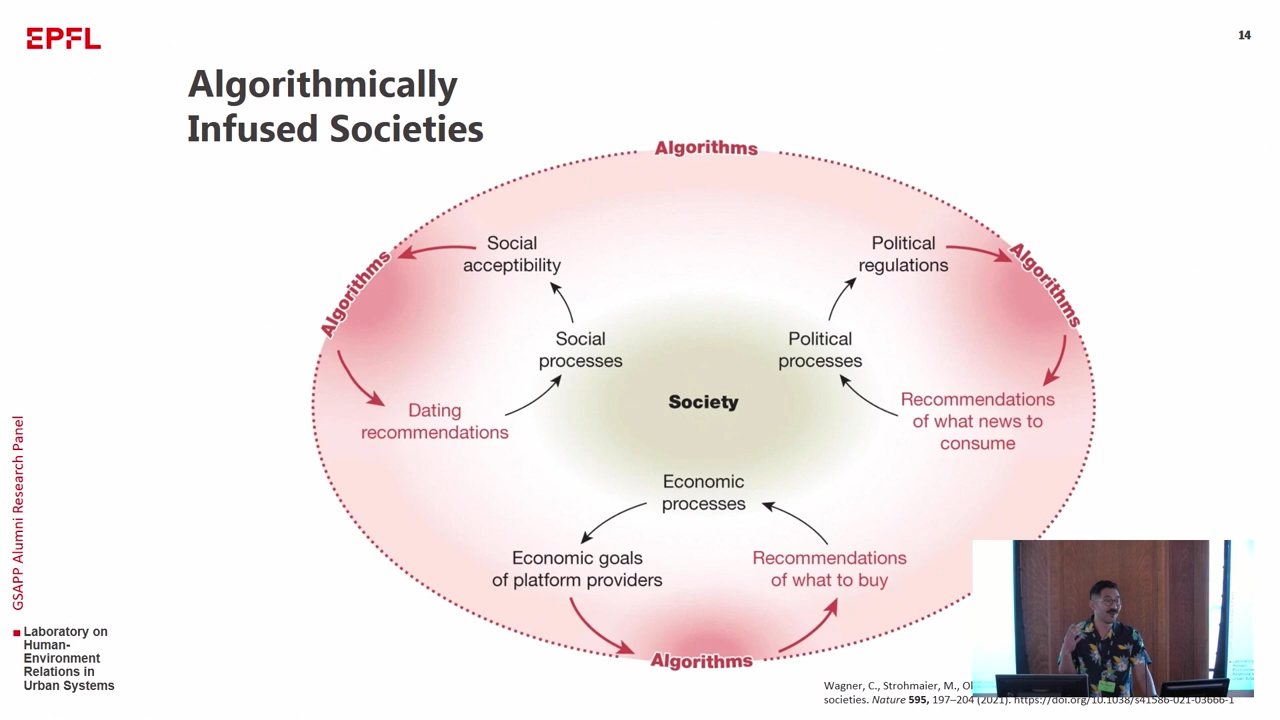 EPFL
14
Algorithmically
Infused Societies
Algorithms
Social
acceptibility
Political
regulations
Algorithms
Algorithms
Social
processes
Political
processes
Society
Dating
recommendations
Recommendations
of what news to
consume
Economic
processes
Economic goals
of platform providers
Recommendations
of what to buy
Algorithms
GSAPP Alumni Research Panel
Laboratory on
Human-
Environment
Relations in
Urban Systems
Wagner, C., Strohmaier, M.,
societies. Nature 595, 197–204 (2021). https://doi.org/10.1038/s41586-021-03666-1